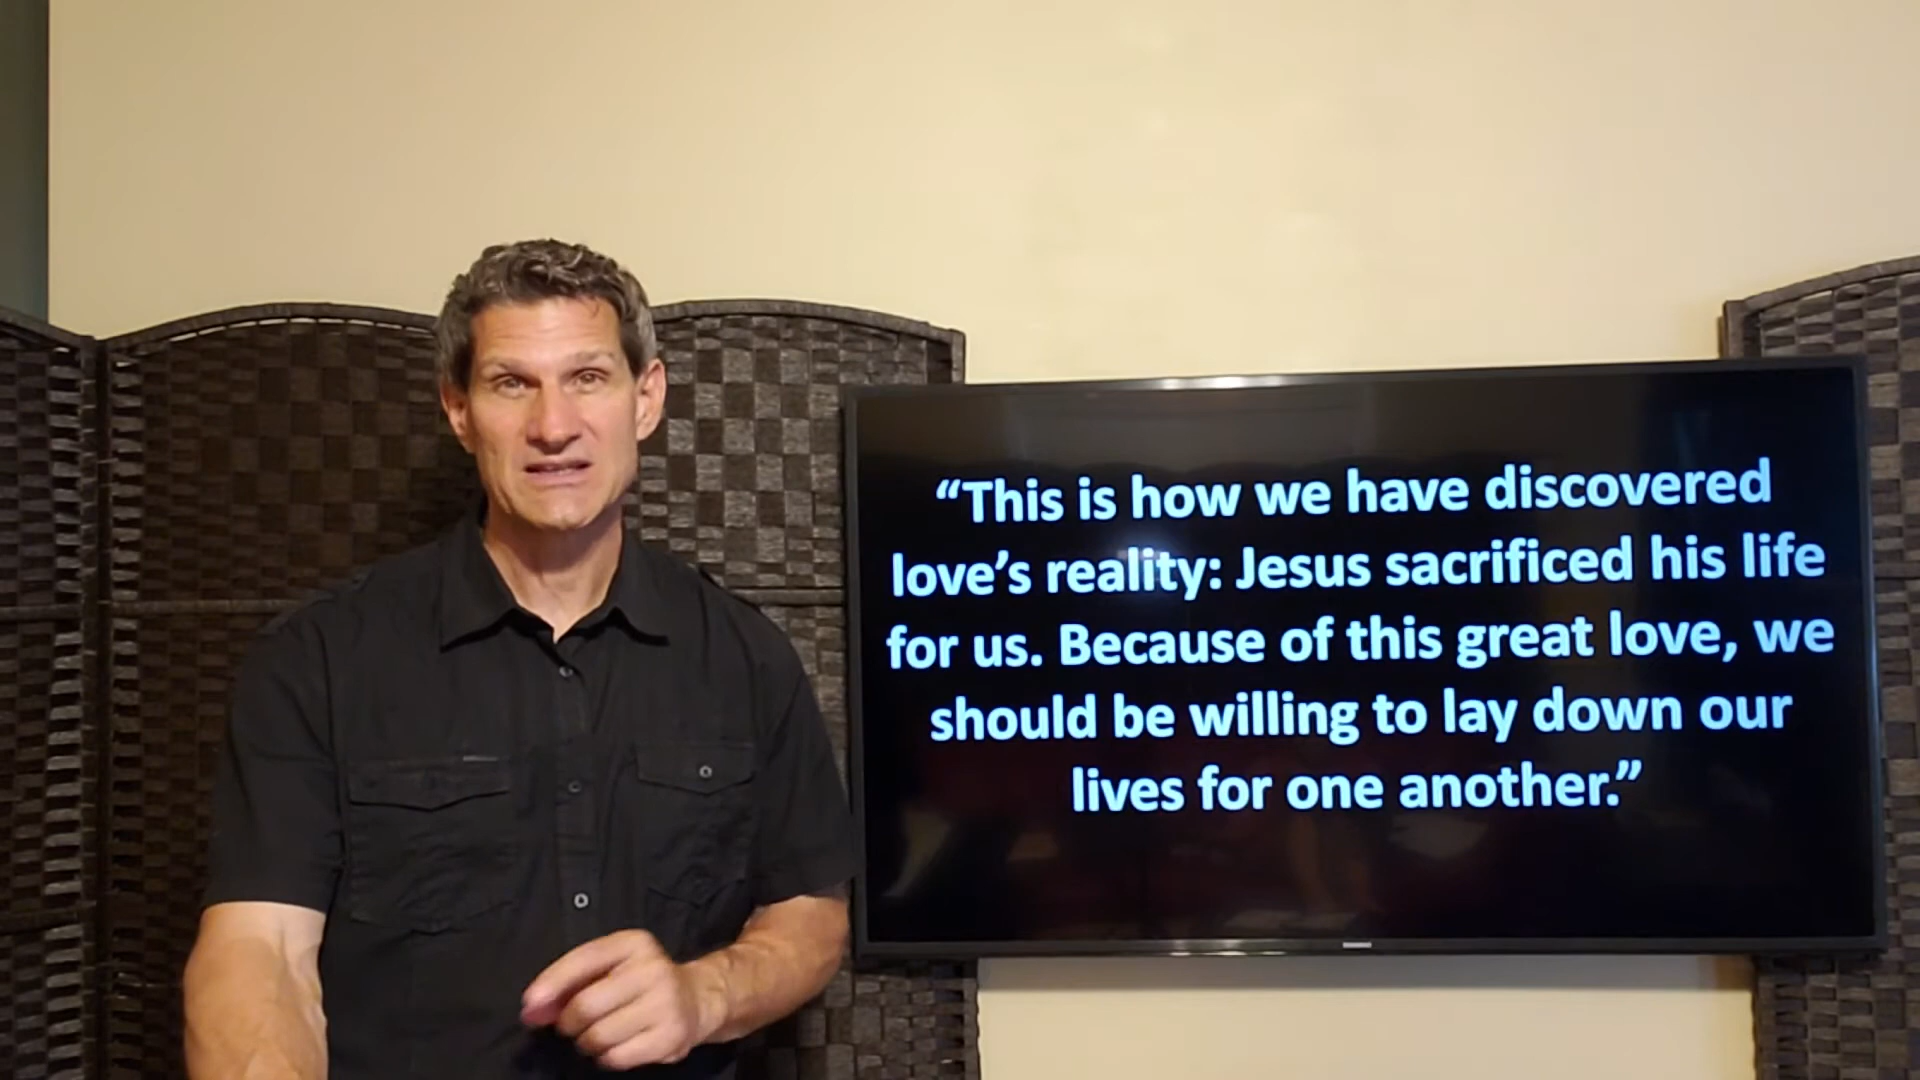 “This is how we have discovered
love’s reality: Jesus sacrificed his life
for us. Because of this great love, we
should be willing to lay down our
lives for one another.”